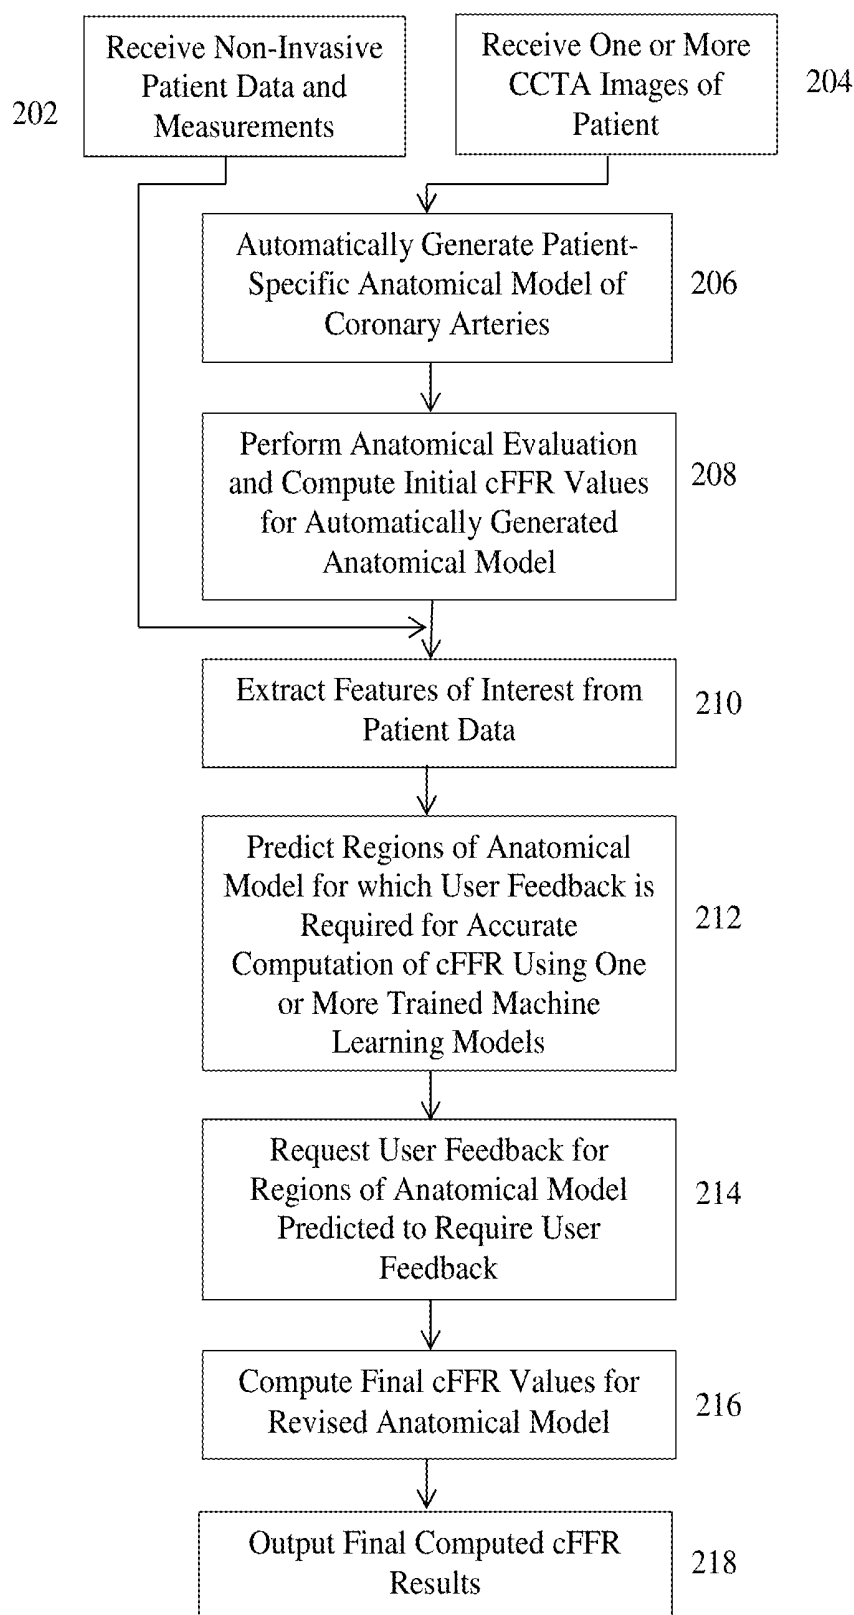 Receive Non-Invasive
Patient Data and
Measurements
202
Receive One or More
CCTA Images of
Patient
204
Automatically Generate Patient-
Specific Anatomical Model of
Coronary Arteries
206
Perform Anatomical Evaluation
and Compute Initial cFFR Values
for Automatically Generated
Anatomical Model
208
Extract Features of Interest from
Patient Data
210
Predict Regions of Anatomical
Model for which User Feedback is
Required for Accurate
Computation of cFFR Using One
or More Trained Machine
Learning Models
212
Request User Feedback for
Regions of Anatomical Model
Predicted to Require User
Feedback
214
Compute Final cFFR Values for
Revised Anatomical Model
216
Output Final Computed cFFR
Results
218